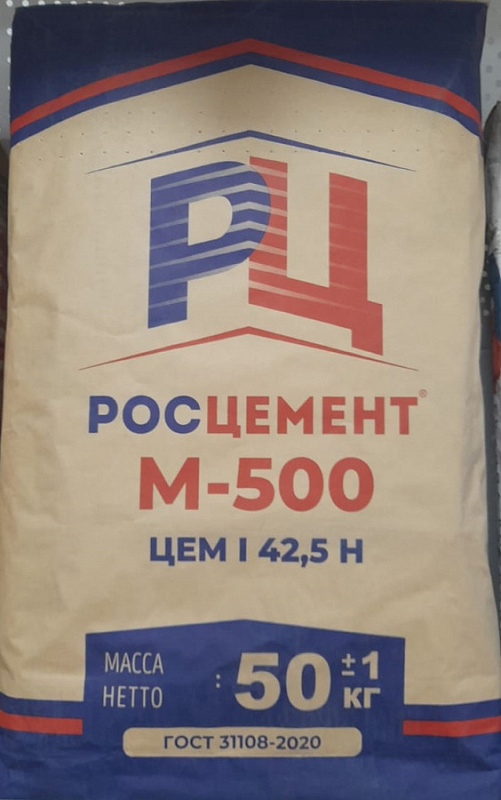 РЦ
РОСЦЕМЕНТ®
М-500
ЦЕМ I 42,5 Н
МАССА НЕТТО : 50 ±1 КГ
ГОСТ 31108-2020